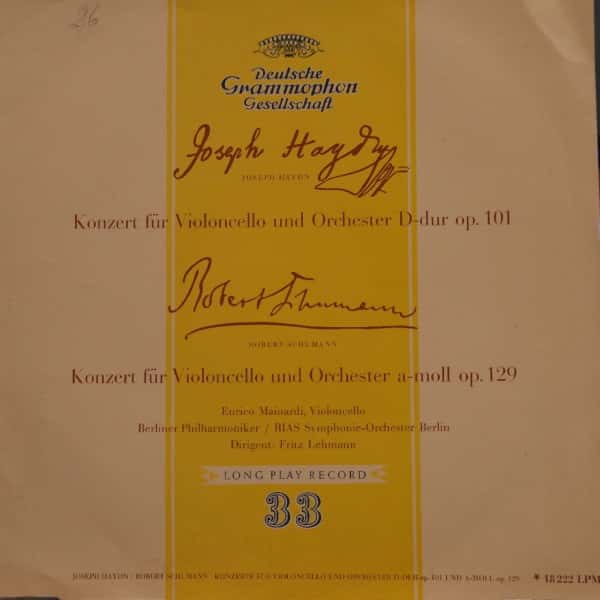 26
Deutsche
Grammophon
Gesellschaft
Joseph Haydn
JOSEPH HAYDN
Konzert für Violoncello und Orchester D-dur op. 101
Robert Schumann
ROBERT SCHUMANN
Konzert für Violoncello und Orchester a-moll op. 129
Enrico Mainardi, Violoncello
Berliner Philharmoniker / RIAS Symphonie-Orchester Berlin
Dirigent: Fritz Lehmann
LONG PLAY RECORD
33
JOSEPH HAYDN / ROBERT SCHUMANN / KONZERTE FÜR VIOLONCELLO UND ORCHESTER D-DUR op. 101 UND A-MOLL op. 129 * 18 222 LPM